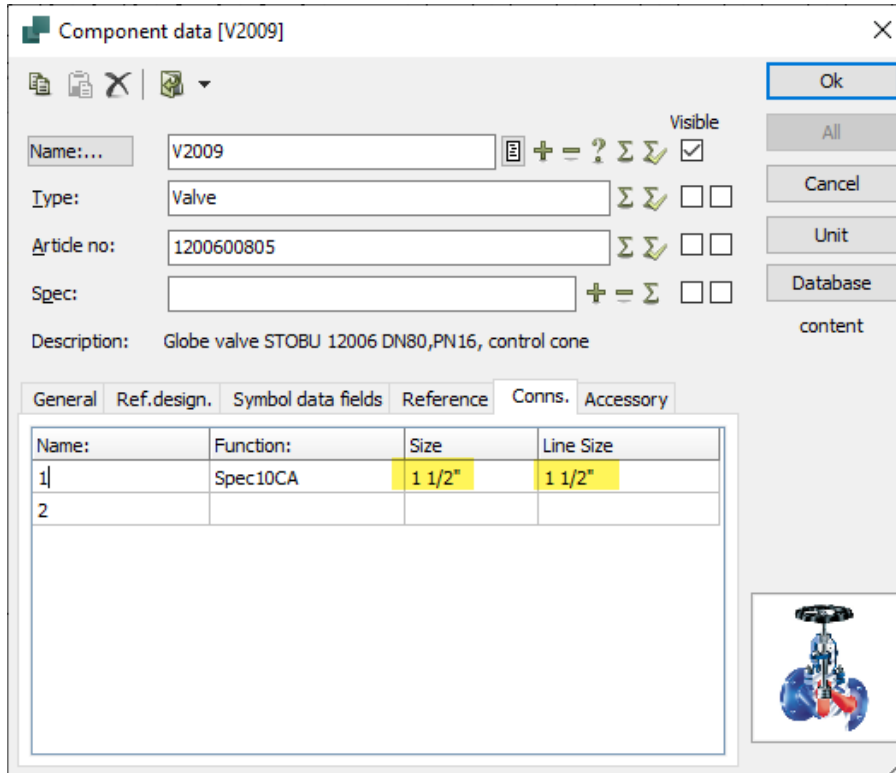 Component data [V2009]
Ok
Visible
All
Name:...
V2009
Type:
Valve
Cancel
Article no:
1200600805
Unit
Spec:
Database
Description:
Globe valve STOBU 12006 DN80,PN16, control cone
content
General Ref.design. Symbol data fields Reference Conns. Accessory
Name: Function: Size Line Size
1 Spec10CA 1 1/2" 1 1/2"
2